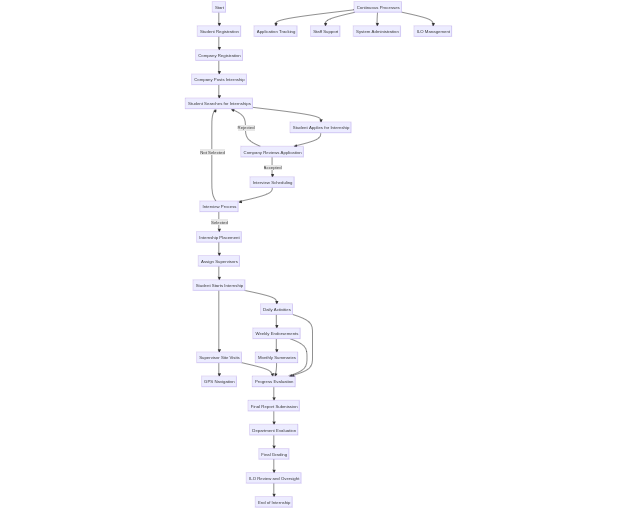 Start
Continuous Processes
Student Registration
Application Tracking
Staff Support
System Administration
ILO Management
Company Registration
Company Posts Internship
Student Searches for Internships
Rejected
Student Applies for Internship
Not Selected
Company Reviews Application
Accepted
Interview Scheduling
Interview Process
Selected
Internship Placement
Assign Supervisors
Student Starts Internship
Daily Activities
Weekly Endorsements
Supervisor Site Visits
Monthly Summaries
GPS Navigation
Progress Evaluation
Final Report Submission
Department Evaluation
Final Grading
ILO Review and Oversight
End of Internship